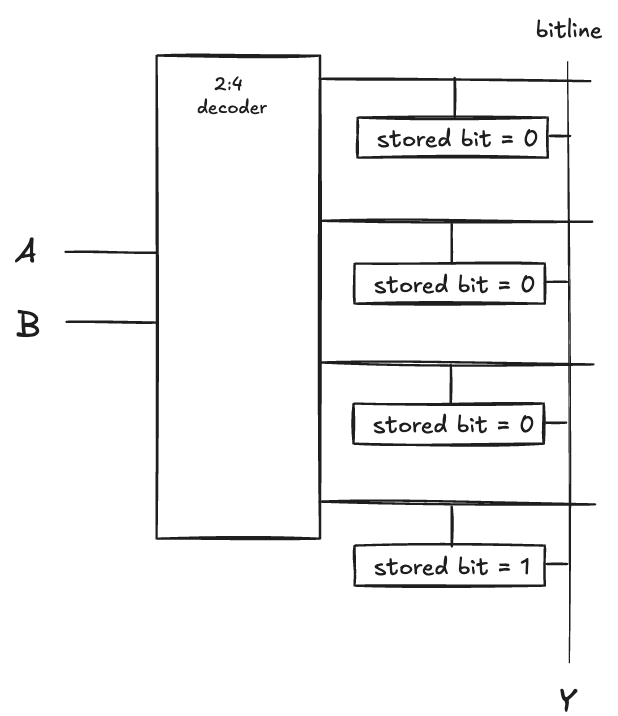 bitline
2:4
decoder
stored bit = 0
A
stored bit = 0
B
stored bit = 0
stored bit = 1
Y